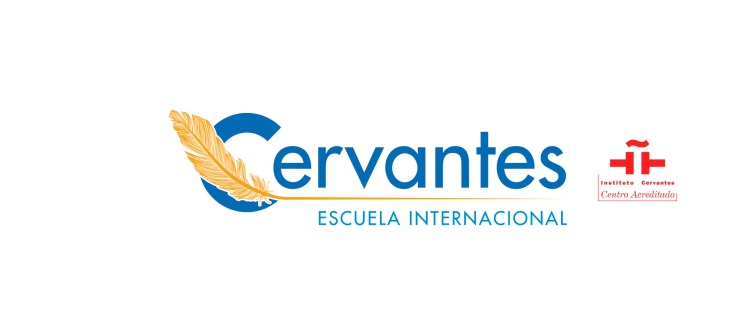 Cervantes
ESCUELA INTERNACIONAL
Instituto Cervantes
Centro Acreditado